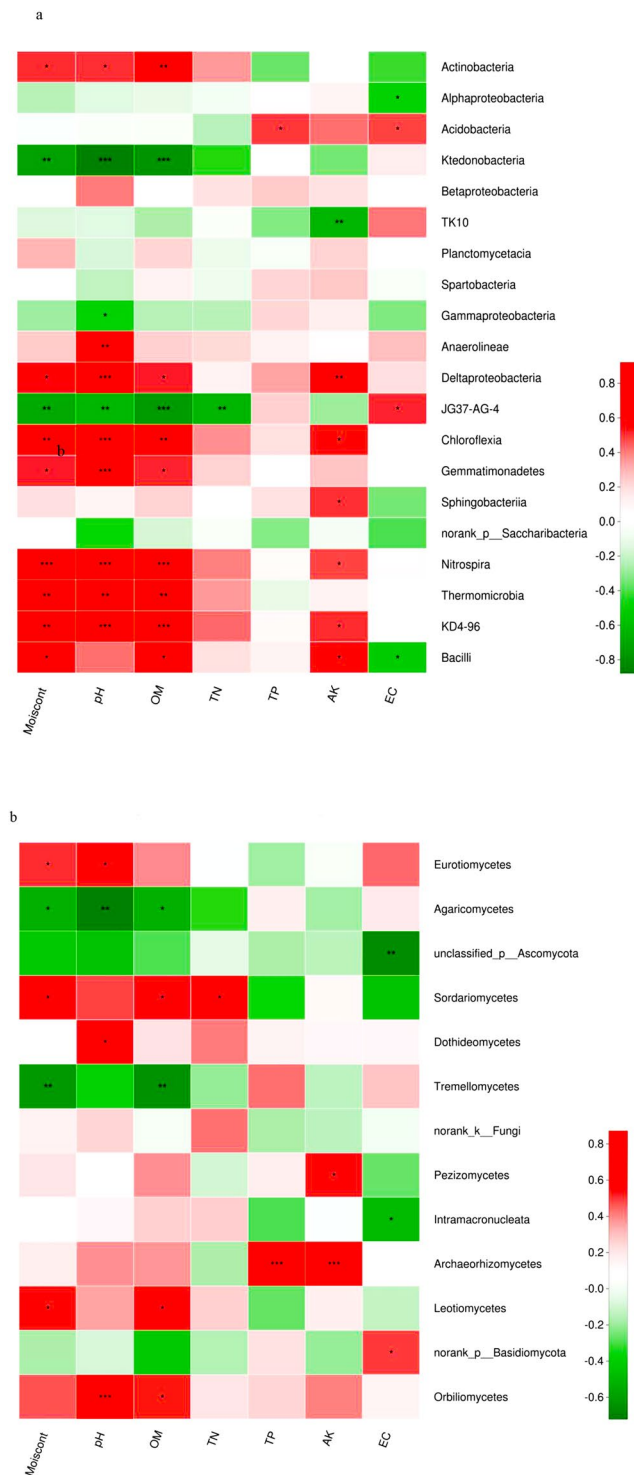 a
* * ** Actinobacteria
* Alphaproteobacteria
* * Acidobacteria
** *** *** Ktedonobacteria
Betaproteobacteria
** TK10
Planctomycetacia
Spartobacteria
* Gammaproteobacteria
** Anaerolineae
* *** * ** Deltaproteobacteria
** ** *** ** * JG37-AG-4
** *** ** * Chloroflexia
b
* *** * Gemmatimonadetes
* Sphingobacteriia
norank_p__Saccharibacteria
*** *** *** * Nitrospira
** ** ** Thermomicrobia
** *** *** * KD4-96
* * * * Bacilli
Moiscont pH OM TN TP AK EC
0.8
0.6
0.4
0.2
0.0
-0.2
-0.4
-0.6
-0.8
b
* * Eurotiomycetes
* ** * Agaricomycetes
** unclassified_p__Ascomycota
* * * Sordariomycetes
* Dothideomycetes
** ** Tremellomycetes
norank_k__Fungi
* Pezizomycetes
* Intramacronucleata
*** *** Archaeorhizomycetes
* * Leotiomycetes
* norank_p__Basidiomycota
*** * Orbiliomycetes
Moiscont pH OM TN TP AK EC
0.8
0.6
0.4
0.2
-0.0
-0.2
-0.4
-0.6